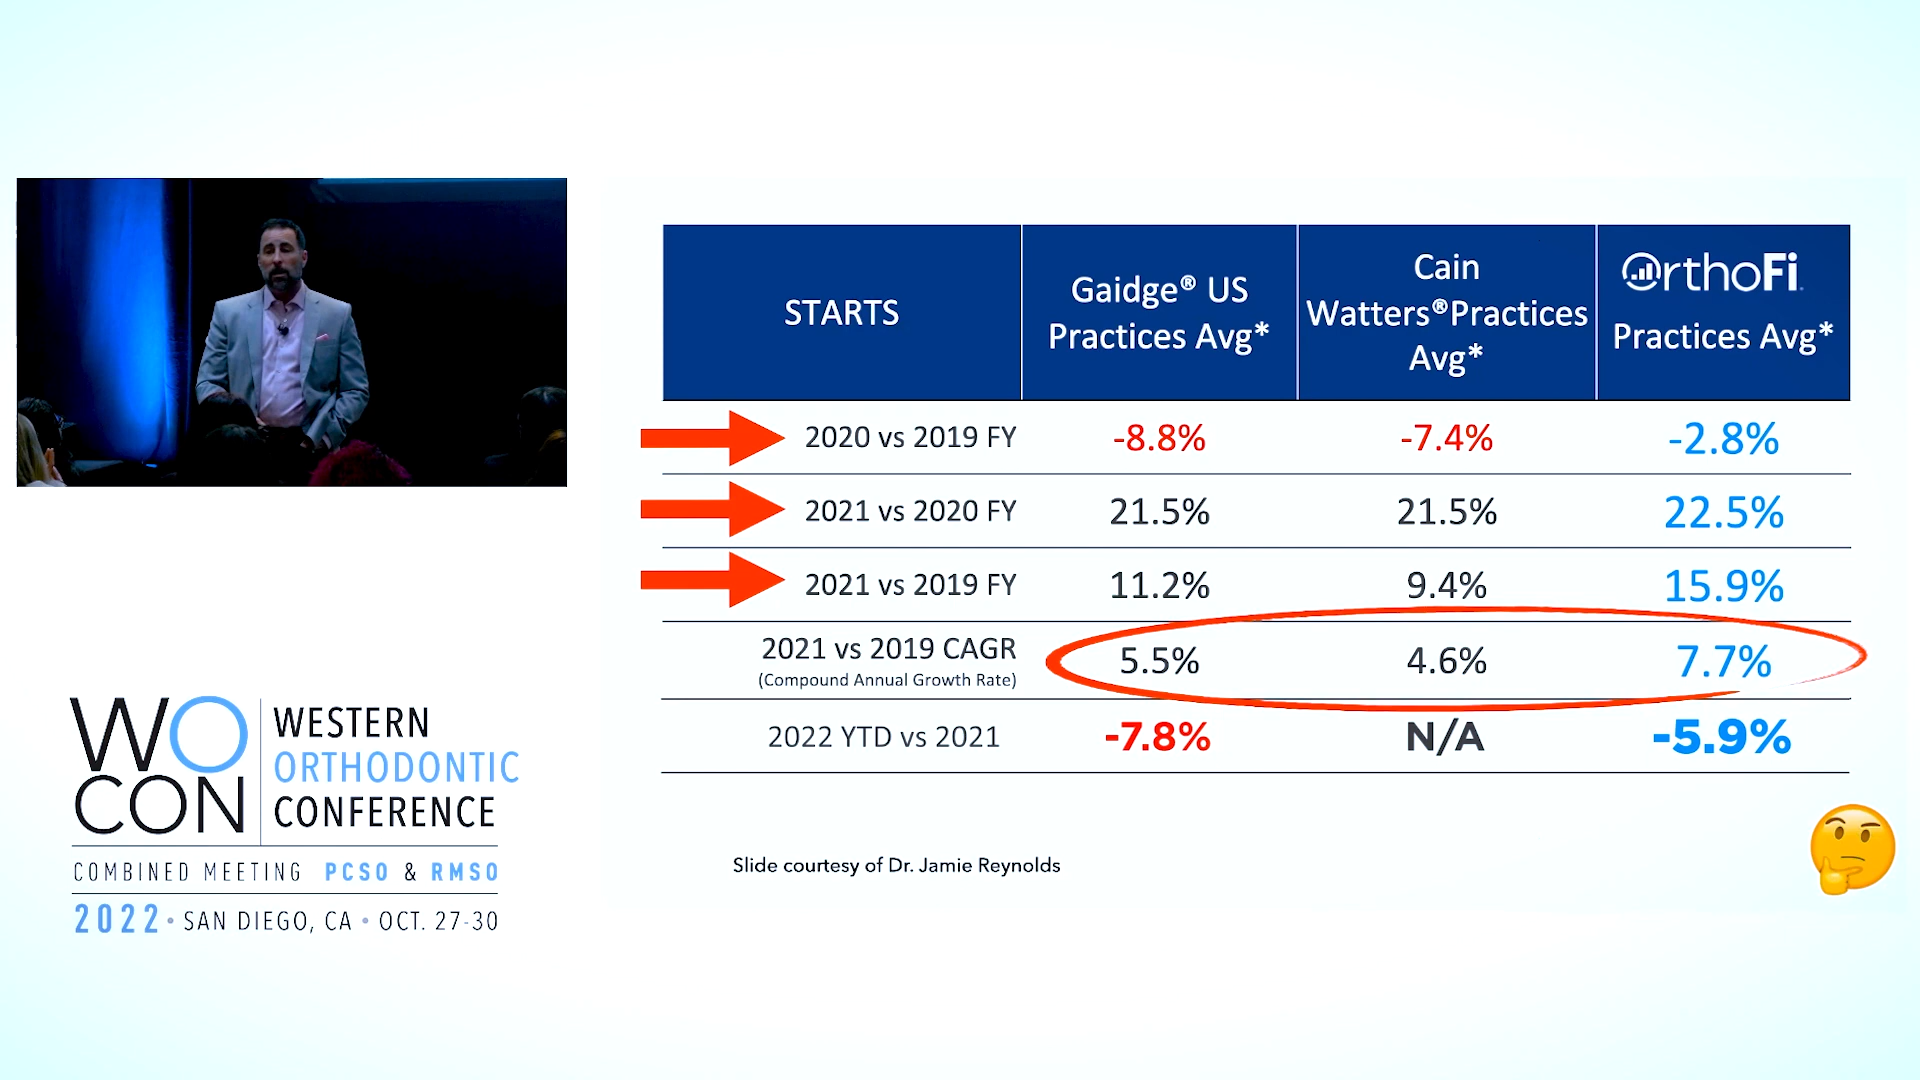 STARTS
Gaidge® US
Practices Avg*
Cain
Watters®Practices
Avg*
OrthoFi
Practices Avg*
2020 vs 2019 FY -8.8% -7.4% -2.8%
2021 vs 2020 FY 21.5% 21.5% 22.5%
2021 vs 2019 FY 11.2% 9.4% 15.9%
2021 vs 2019 CAGR
(Compound Annual Growth Rate)
5.5% 4.6% 7.7%
2022 YTD vs 2021 -7.8% N/A -5.9%
Slide courtesy of Dr. Jamie Reynolds
WO
CON
WESTERN
ORTHODONTIC
CONFERENCE
COMBINED MEETING PCSO & RMSO
2022 • SAN DIEGO, CA • OCT. 27-30